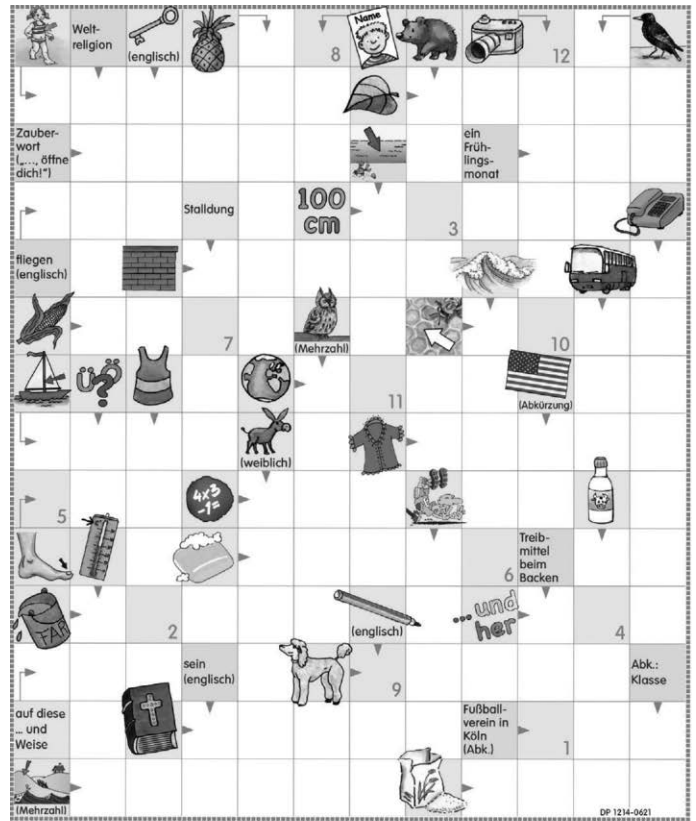 Welt-
religion
(englisch)
8
Name
12
Zauber-
wort
(„..., öffne
dich!")
ein
Früh-
lings-
monat
Stalldung
100
cm
3
fliegen
(englisch)
7
(Mehrzahl)
10
ü?
11
(Abkürzung)
(weiblich)
5
4x3
-1=
6
Treib-
mittel
beim
Backen
FAR
2
(englisch)
... und
her
4
sein
(englisch)
9
Abk.:
Klasse
auf diese
... und
Weise
Fußball-
verein in
Köln
(Abk.)
1
(Mehrzahl)
DP 1214-0621